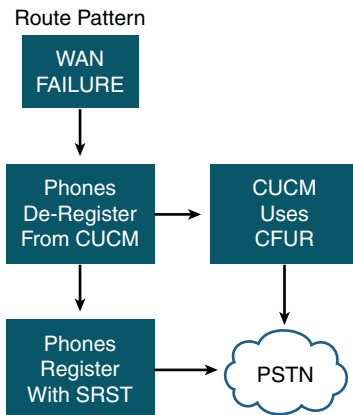 Route Pattern
WAN
FAILURE
Phones
De-Register
From CUCM
CUCM
Uses
CFUR
Phones
Register
With SRST
PSTN